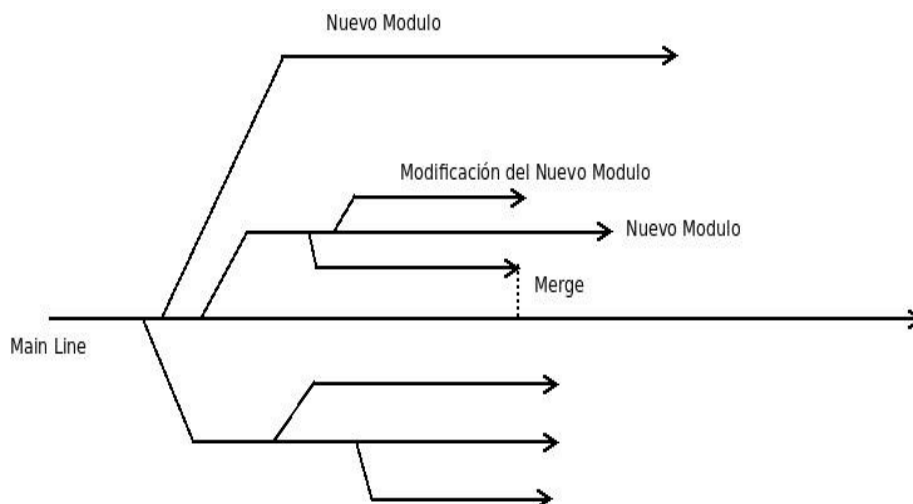 Nuevo Modulo
Modificación del Nuevo Modulo
Nuevo Modulo
Merge
Main Line